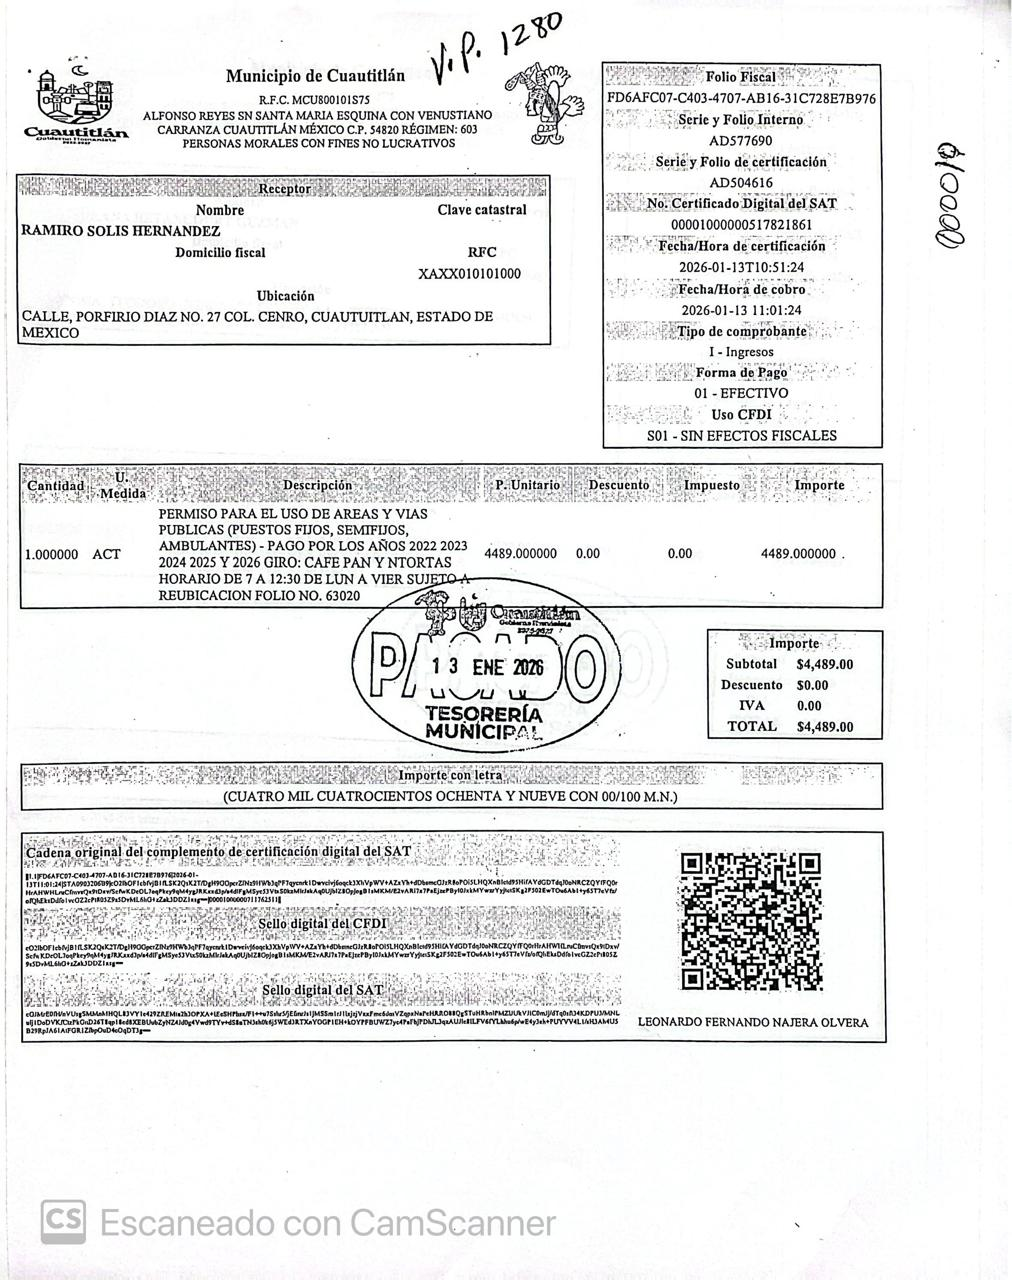 V.P. 1280
Cuautitlán
Gobierno Humanista
2025-2027
Municipio de Cuautitlán
R.F.C. MCU800101S75
ALFONSO REYES SN SANTA MARIA ESQUINA CON VENUSTIANO
CARRANZA CUAUTITLÁN MÉXICO C.P. 54820 RÉGIMEN: 603
PERSONAS MORALES CON FINES NO LUCRATIVOS
Receptor
Nombre Clave catastral
RAMIRO SOLIS HERNANDEZ
Domicilio fiscal RFC
XAXX010101000
Ubicación
CALLE, PORFIRIO DIAZ NO. 27 COL. CENRO, CUAUTUITLAN, ESTADO DE
MEXICO
Folio Fiscal
FD6AFC07-C403-4707-AB16-31C728E7B976
Serie y Folio Interno
AD577690
Serie y Folio de certificación
AD504616
No. Certificado Digital del SAT
00001000000517821861
Fecha/Hora de certificación
2026-01-13T10:51:24
Fecha/Hora de cobro
2026-01-13 11:01:24
Tipo de comprobante
I - Ingresos
Forma de Pago
01 - EFECTIVO
Uso CFDI
S01 - SIN EFECTOS FISCALES
Cantidad U. Medida Descripción P. Unitario Descuento Impuesto Importe
PERMISO PARA EL USO DE AREAS Y VIAS
PUBLICAS (PUESTOS FIJOS, SEMIFIJOS,
1.000000 ACT AMBULANTES) - PAGO POR LOS AÑOS 2022 2023 4489.000000 0.00 0.00 4489.000000
2024 2025 Y 2026 GIRO: CAFE PAN Y NTORTAS
HORARIO DE 7 A 12:30 DE LUN A VIER SUJETO A
REUBICACION FOLIO NO. 63020
Cuautitlán
Gobierno Humanista
2025-2027
PAGADO
13 ENE 2026
TESORERÍA
MUNICIPAL
Importe
Subtotal $4,489.00
Descuento $0.00
IVA 0.00
TOTAL $4,489.00
Importe con letra
(CUATRO MIL CUATROCIENTOS OCHENTA Y NUEVE CON 00/100 M.N.)
Cadena original del complemento de certificación digital del SAT
Sello digital del CFDI
Sello digital del SAT
LEONARDO FERNANDO NAJERA OLVERA
CS Escaneado con CamScanner